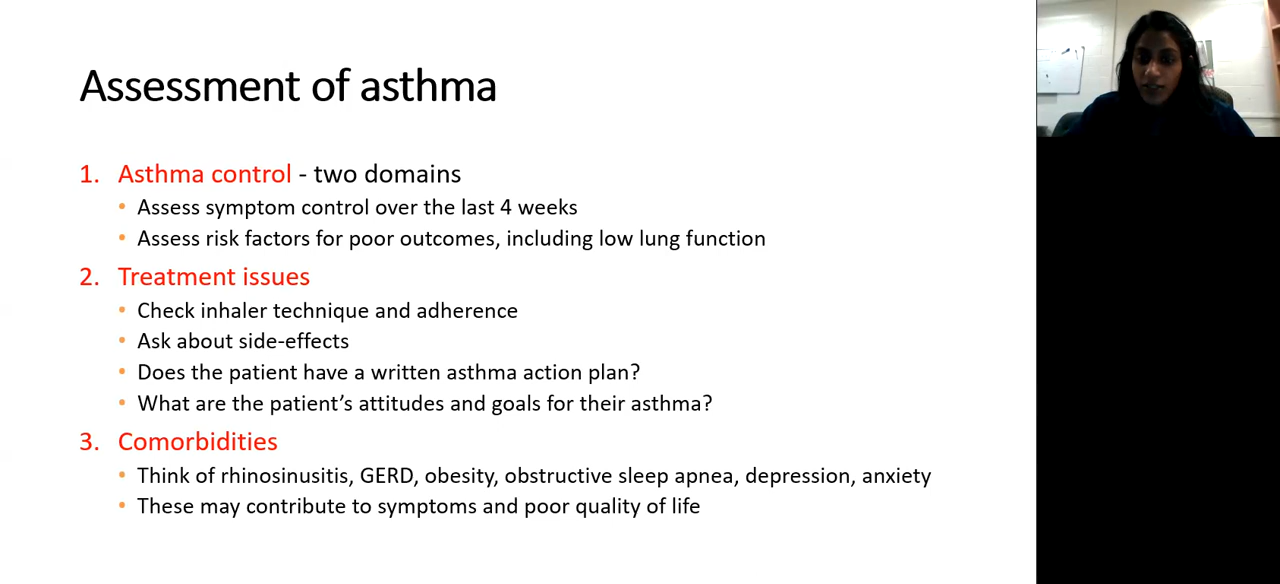 Assessment of asthma
1. Asthma control - two domains
• Assess symptom control over the last 4 weeks
• Assess risk factors for poor outcomes, including low lung function
2. Treatment issues
• Check inhaler technique and adherence
• Ask about side-effects
• Does the patient have a written asthma action plan?
• What are the patient’s attitudes and goals for their asthma?
3. Comorbidities
• Think of rhinosinusitis, GERD, obesity, obstructive sleep apnea, depression, anxiety
• These may contribute to symptoms and poor quality of life